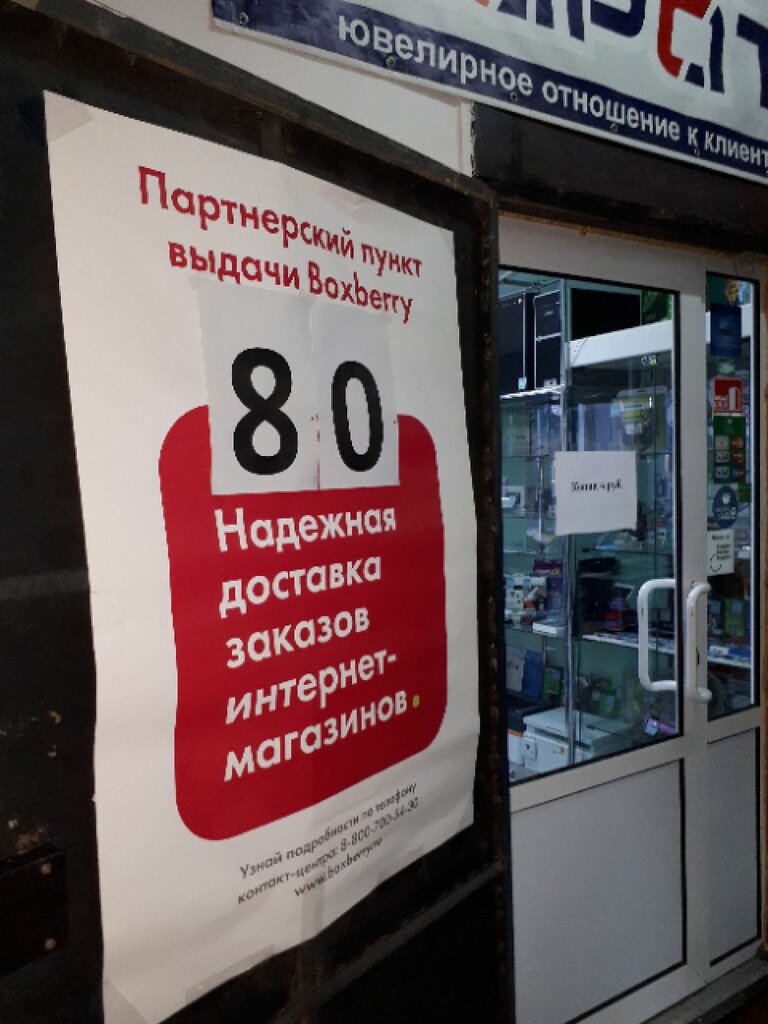 ювелирное отношение к клиент
Партнерский пункт
выдачи Boxberry
80
Надежная
доставка
заказов
интернет-
магазинов.
Узнай подробности по телефону
контакт-центра: 8-800-700-54-30
www.boxberry.ru